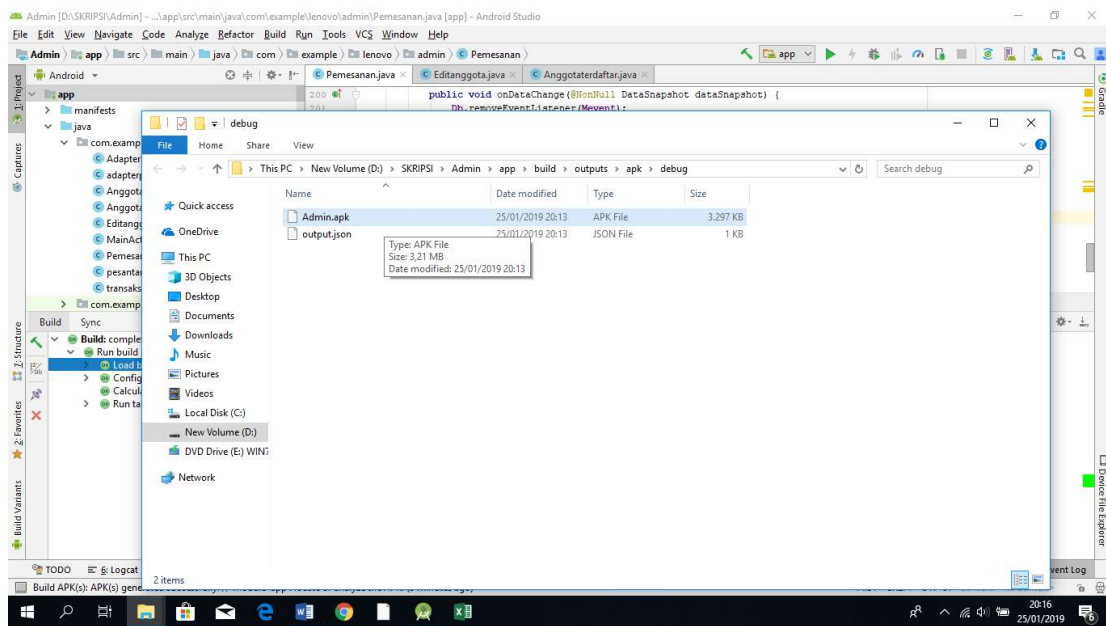 Admin [D:\SKRIPSI\Admin] - ...\app\src\main\java\com\example\lenovo\admin\Pemesanan.java [app] - Android Studio
File Edit View Navigate Code Analyze Refactor Build Run Tools VCS Window Help
Admin app src main java com example lenovo admin Pemesanan
app
Android
Pemesanan.java
Editanggota.java
Anggotaterdaftar.java
1: Project
Captures
Z: Structure
2: Favorites
Build Variants
Gradle
Device File Explorer
app
manifests
java
com.examp
Adapter
adapter
Anggota
Anggota
Editangg
MainAct
Pemesa
pesanta
transaks
com.examp
200 public void onDataChange(@NonNull DataSnapshot dataSnapshot) {
201 Db.removeEventListener(Mevent);
debug
File Home Share View
This PC > New Volume (D:) > SKRIPSI > Admin > app > build > outputs > apk > debug
Search debug
Name Date modified Type Size
Admin.apk 25/01/2019 20:13 APK File 3.297 KB
output.json 25/01/2019 20:13 JSON File 1 KB
Type: APK File
Size: 3,21 MB
Date modified: 25/01/2019 20:13
Quick access
OneDrive
This PC
3D Objects
Desktop
Documents
Downloads
Music
Pictures
Videos
Local Disk (C:)
New Volume (D:)
DVD Drive (E:) WIN7
Network
2 items
Build Sync
Build: comple
Run build
Load b
Config
Calcula
Run ta
TODO 6: Logcat
vent Log
Build APK(s): APK(s) gene
20:16
25/01/2019
6